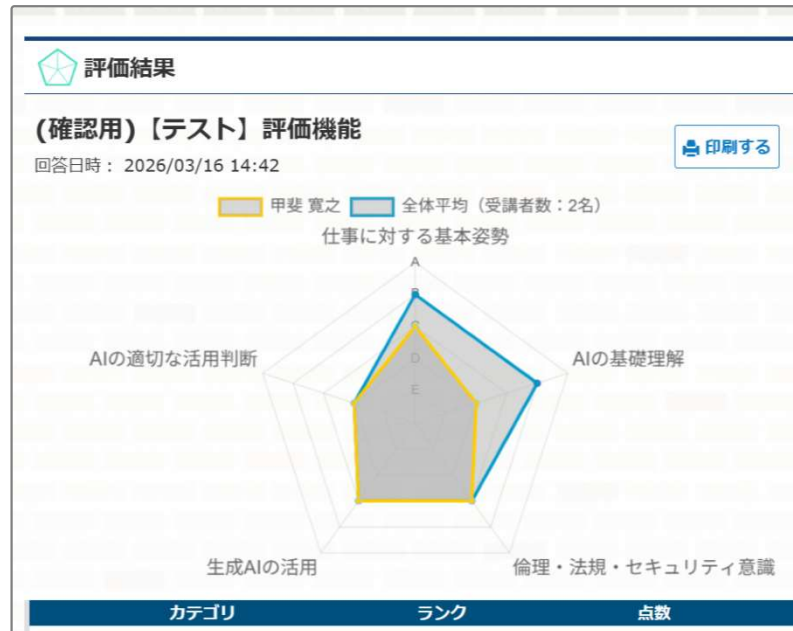 評価結果
(確認用)【テスト】評価機能
印刷する
回答日時： 2026/03/16 14:42
甲斐 寛之 全体平均（受講者数：2名）
仕事に対する基本姿勢
A
B
C
D
E
AIの適切な活用判断
AIの基礎理解
生成AIの活用
倫理・法規・セキュリティ意識
カテゴリ ランク 点数